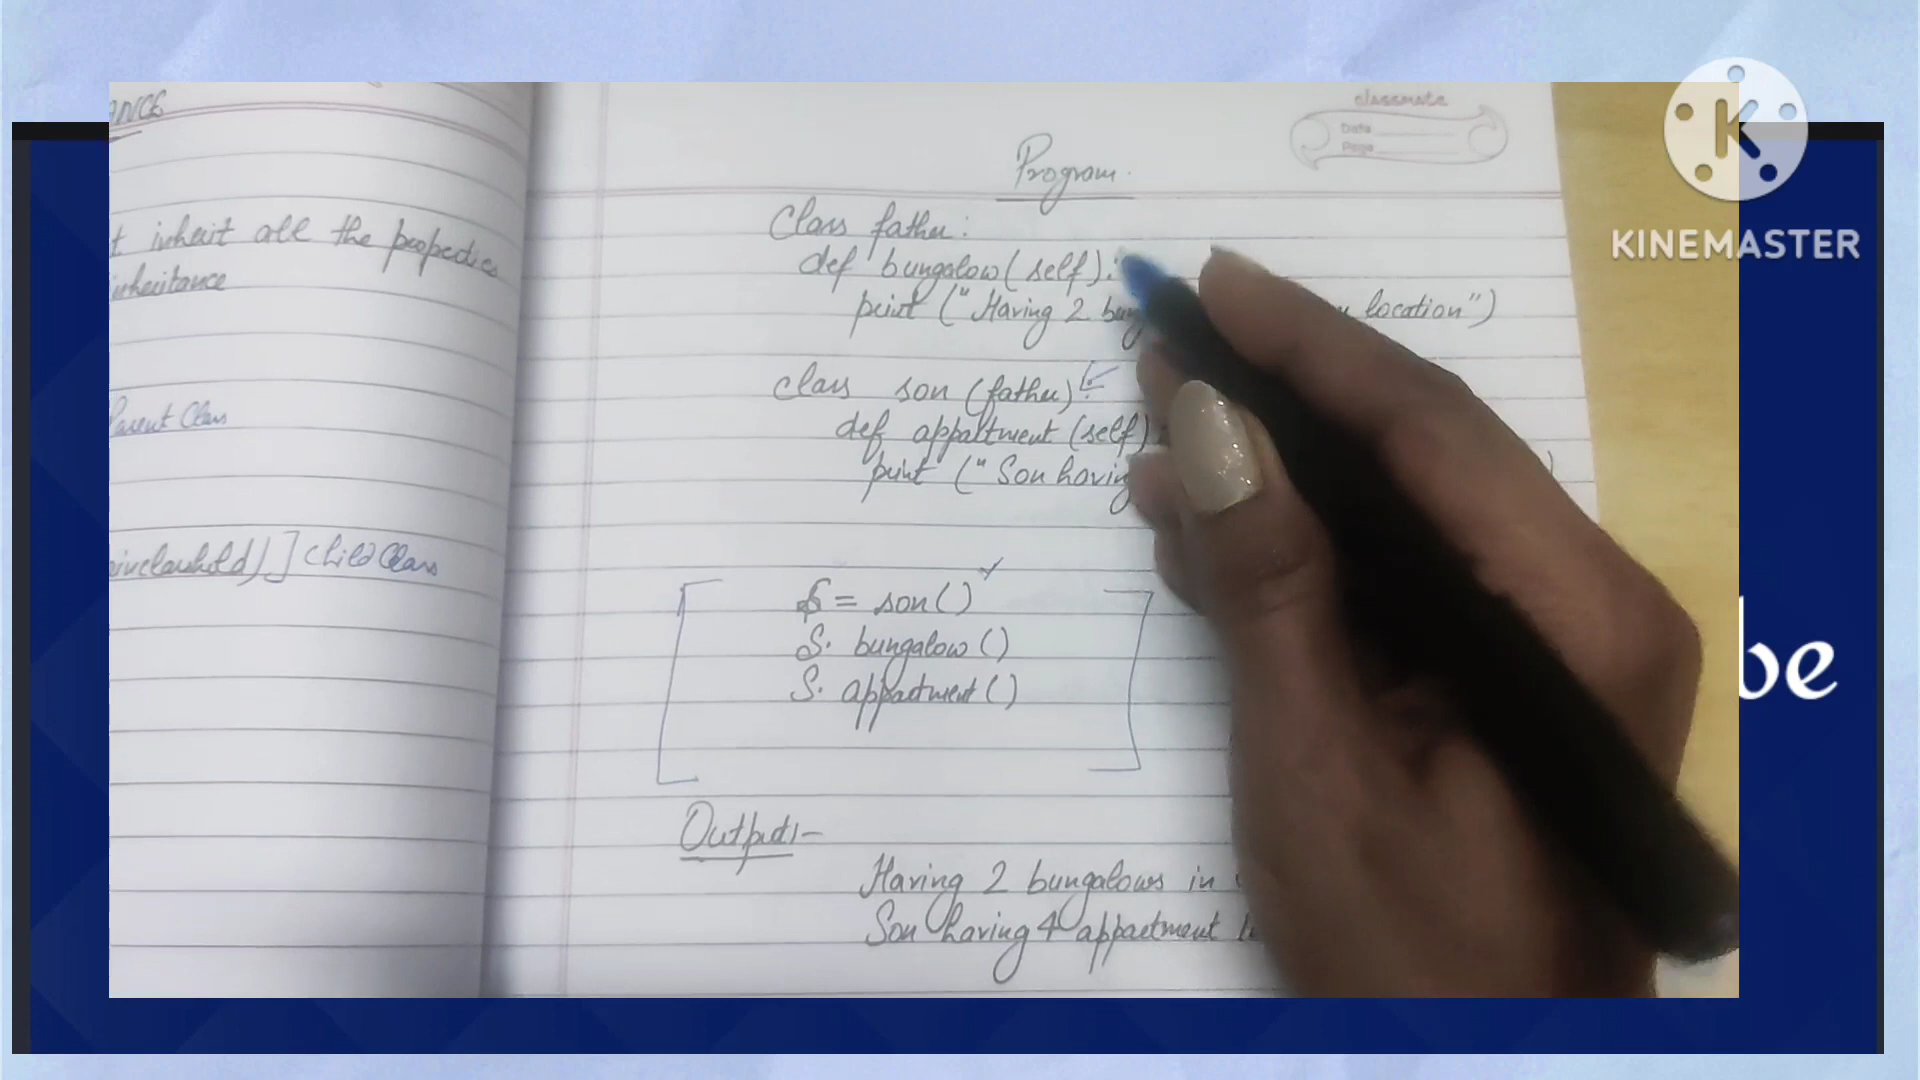 ANCE
t inherit all the propedies
inheritance
Parent Class
] Child Class
classmate
Date
Page
Program.
Class father:
def bungalow(self):
print ("Having 2 location")
class son (father):
def appartment (self)
print ("Son having )
S = son()
S. bungalow()
S. appartment()
Output:-
Having 2 bungalows in
Son having 4 appartment
KINEMASTER
be